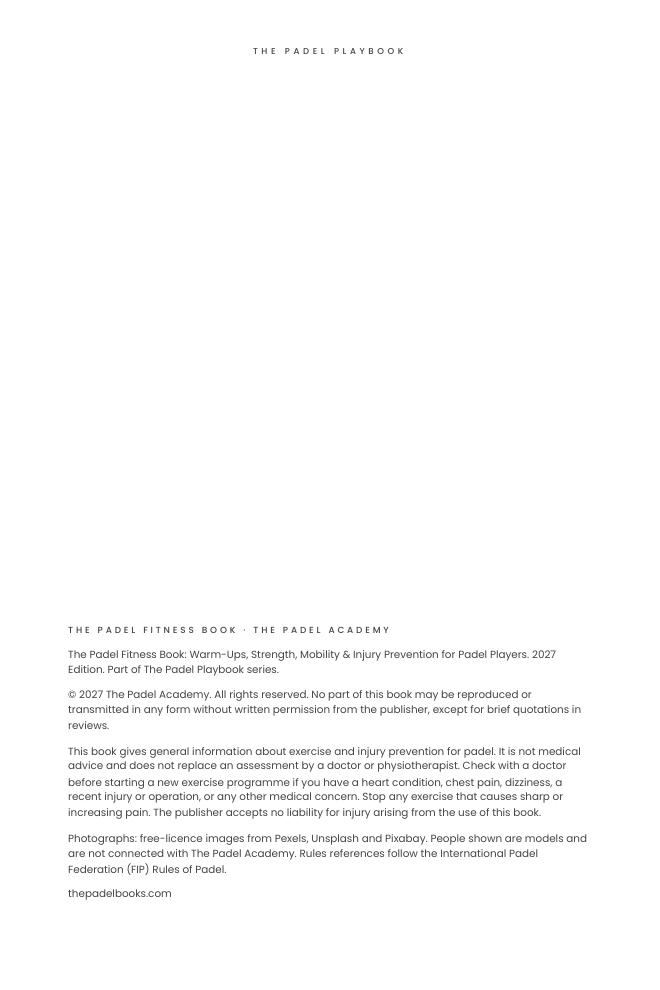 THE PADEL PLAYBOOK
THE PADEL FITNESS BOOK · THE PADEL ACADEMY
The Padel Fitness Book: Warm-Ups, Strength, Mobility & Injury Prevention for Padel Players. 2027
Edition. Part of The Padel Playbook series.
© 2027 The Padel Academy. All rights reserved. No part of this book may be reproduced or
transmitted in any form without written permission from the publisher, except for brief quotations in
reviews.
This book gives general information about exercise and injury prevention for padel. It is not medical
advice and does not replace an assessment by a doctor or physiotherapist. Check with a doctor
before starting a new exercise programme if you have a heart condition, chest pain, dizziness, a
recent injury or operation, or any other medical concern. Stop any exercise that causes sharp or
increasing pain. The publisher accepts no liability for injury arising from the use of this book.
Photographs: free-licence images from Pexels, Unsplash and Pixabay. People shown are models and
are not connected with The Padel Academy. Rules references follow the International Padel
Federation (FIP) Rules of Padel.
thepadelbooks.com